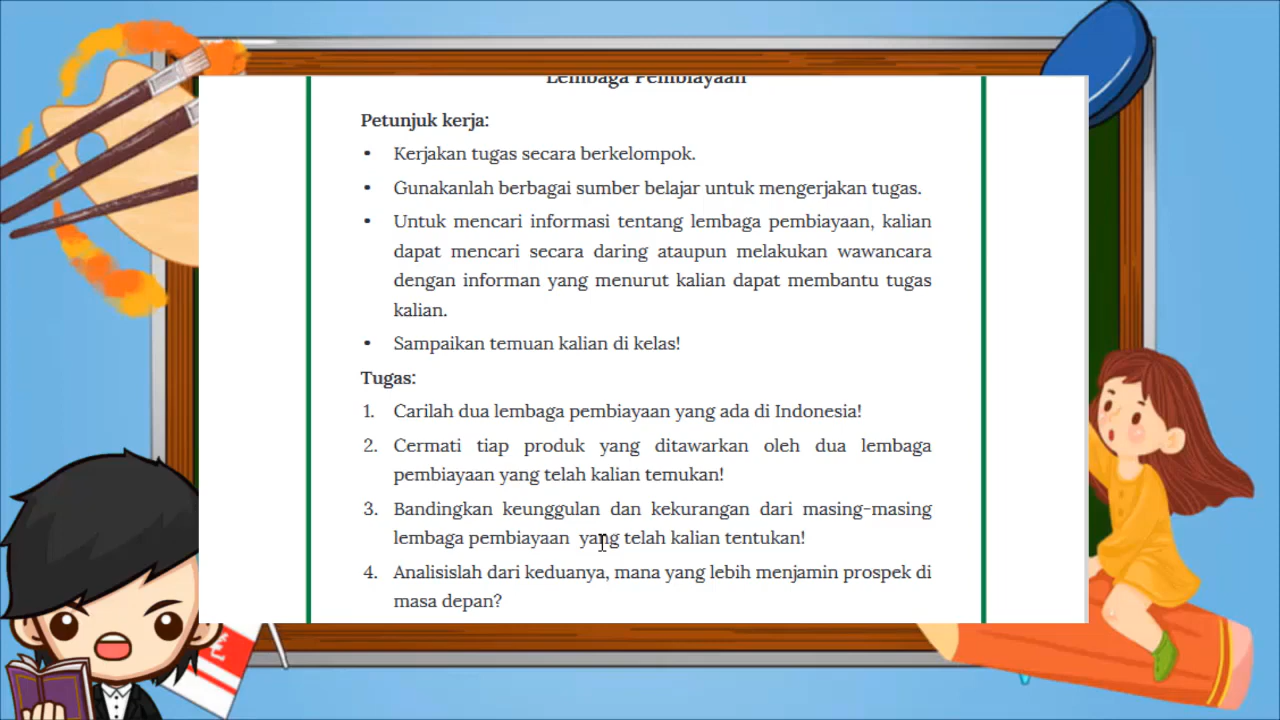 Lembaga Pembiayaan
Petunjuk kerja:
• Kerjakan tugas secara berkelompok.
• Gunakanlah berbagai sumber belajar untuk mengerjakan tugas.
• Untuk mencari informasi tentang lembaga pembiayaan, kalian
dapat mencari secara daring ataupun melakukan wawancara
dengan informan yang menurut kalian dapat membantu tugas
kalian.
• Sampaikan temuan kalian di kelas!
Tugas:
1. Carilah dua lembaga pembiayaan yang ada di Indonesia!
2. Cermati tiap produk yang ditawarkan oleh dua lembaga
pembiayaan yang telah kalian temukan!
3. Bandingkan keunggulan dan kekurangan dari masing-masing
lembaga pembiayaan yang telah kalian tentukan!
4. Analisislah dari keduanya, mana yang lebih menjamin prospek di
masa depan?